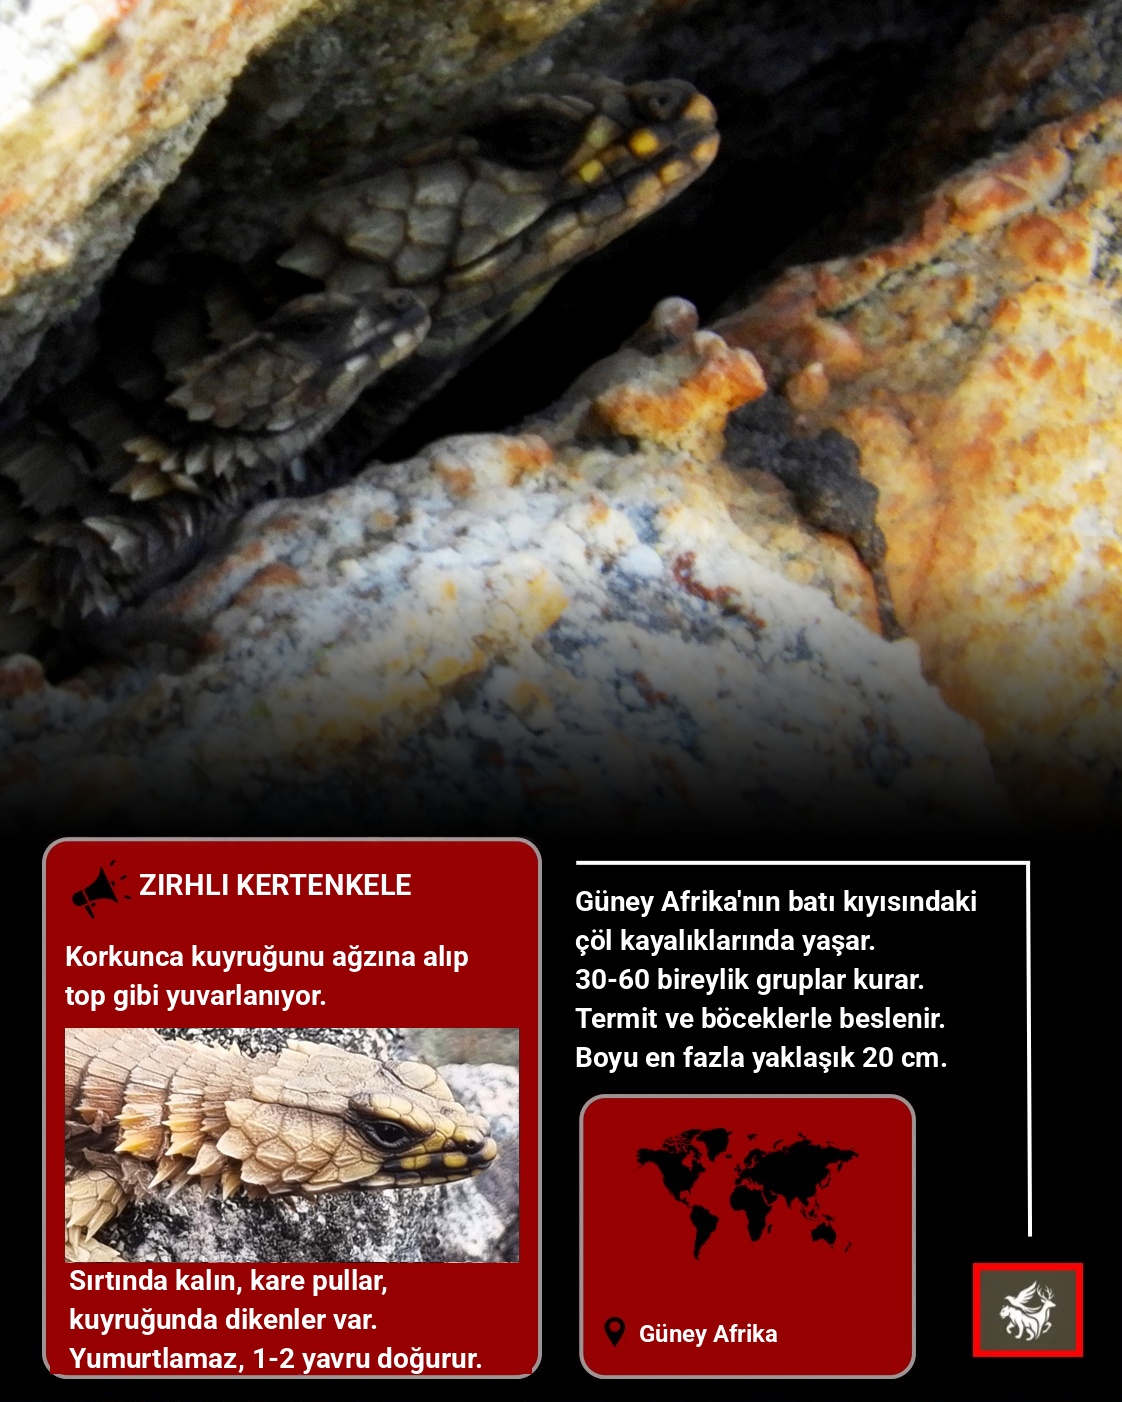 ZIRHLI KERTENKELE
Korkunca kuyruğunu ağzına alıp
top gibi yuvarlanıyor.
Sırtında kalın, kare pullar,
kuyruğunda dikenler var.
Yumurtlamaz, 1-2 yavru doğurur.
Güney Afrika'nın batı kıyısındaki
çöl kayalıklarında yaşar.
30-60 bireylik gruplar kurar.
Termit ve böceklerle beslenir.
Boyu en fazla yaklaşık 20 cm.
Güney Afrika